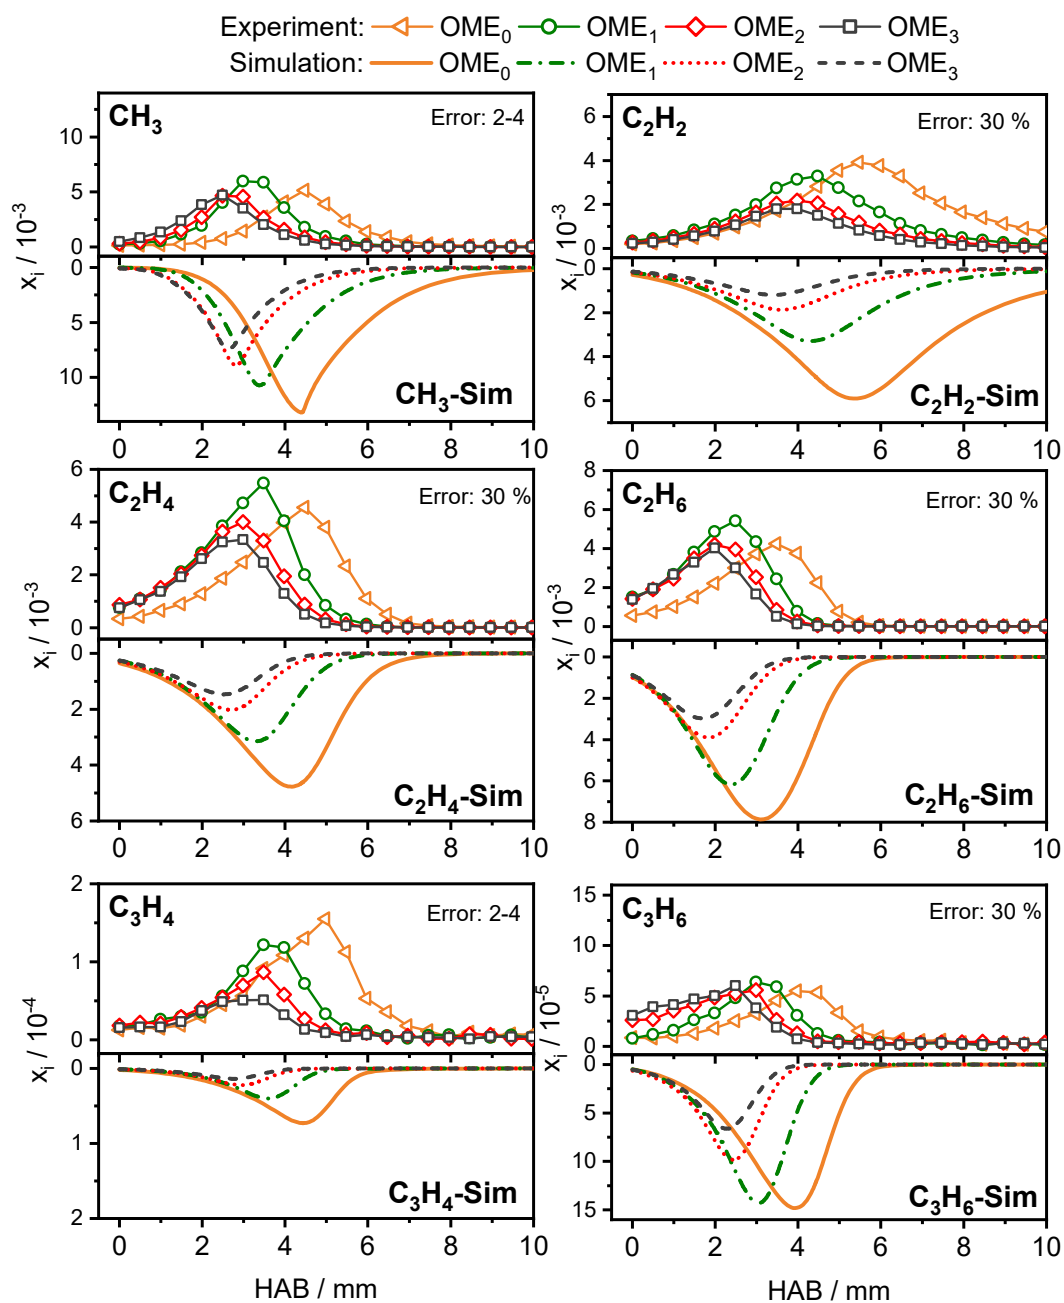 Experiment: OME₀ OME₁ OME₂ OME₃
Simulation: OME₀ OME₁ OME₂ OME₃
CH₃ Error: 2-4
10
5
0
0
5
10
CH₃-Sim
0 2 4 6 8 10
xᵢ / 10⁻³
C₂H₂ Error: 30 %
6
4
2
0
0
2
4
6
C₂H₂-Sim
0 2 4 6 8 10
xᵢ / 10⁻³
C₂H₄ Error: 30 %
6
4
2
0
0
2
4
6
C₂H₄-Sim
0 2 4 6 8 10
xᵢ / 10⁻³
C₂H₆ Error: 30 %
8
6
4
2
0
0
2
4
6
8
C₂H₆-Sim
0 2 4 6 8 10
xᵢ / 10⁻³
C₃H₄ Error: 2-4
2
1
0
0
1
2
C₃H₄-Sim
0 2 4 6 8 10
xᵢ / 10⁻⁴
HAB / mm
C₃H₆ Error: 30 %
15
10
5
0
0
5
10
15
C₃H₆-Sim
0 2 4 6 8 10
xᵢ / 10⁻⁵
HAB / mm